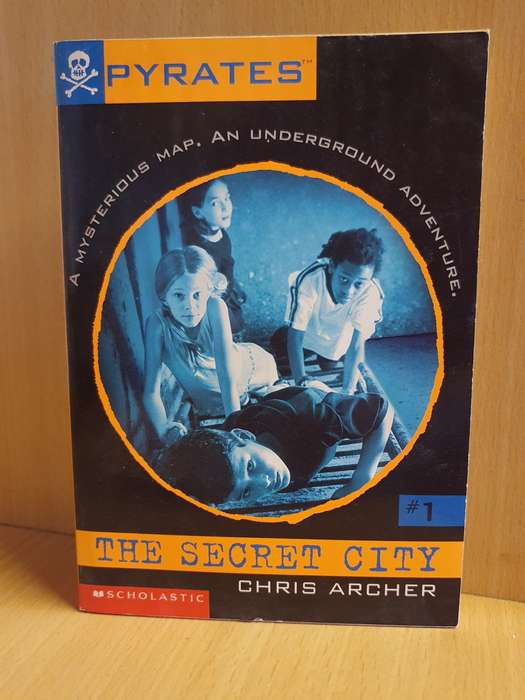 PYRATES™
A MYSTERIOUS MAP. AN UNDERGROUND ADVENTURE.
#1
THE SECRET CITY
CHRIS ARCHER
SCHOLASTIC